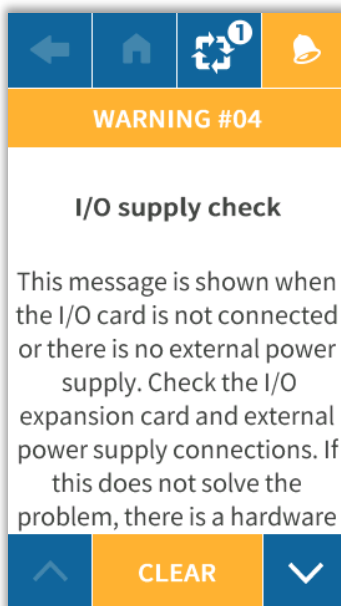 1
WARNING #04
I/O supply check
This message is shown when
the I/O card is not connected
or there is no external power
supply. Check the I/O
expansion card and external
power supply connections. If
this does not solve the
problem, there is a hardware
CLEAR